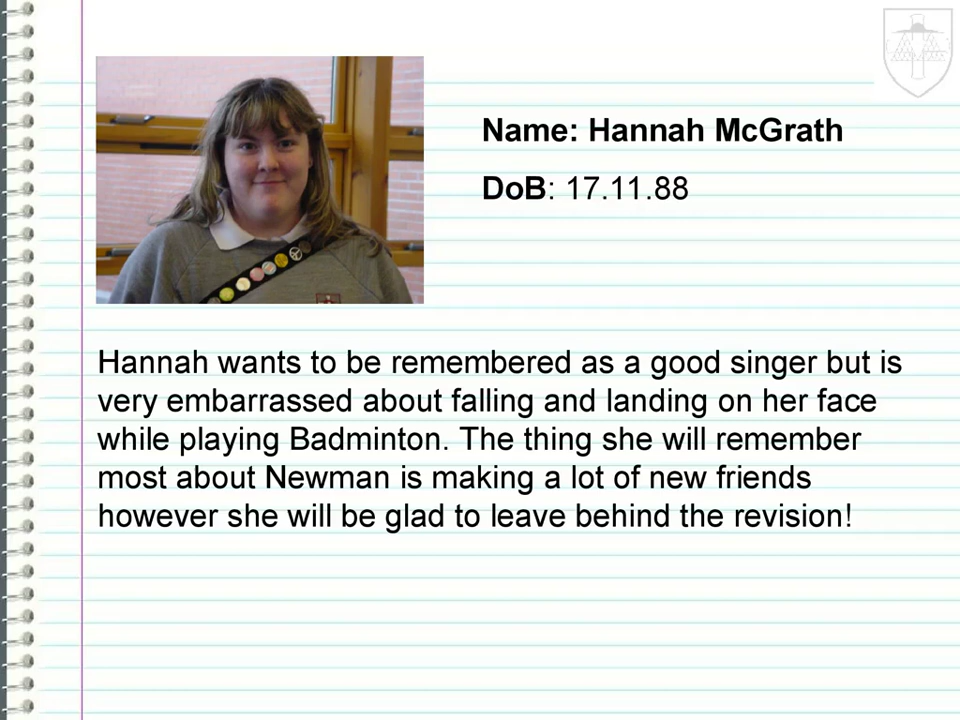 Name: Hannah McGrath
DoB: 17.11.88
Hannah wants to be remembered as a good singer but is
very embarrassed about falling and landing on her face
while playing Badminton. The thing she will remember
most about Newman is making a lot of new friends
however she will be glad to leave behind the revision!